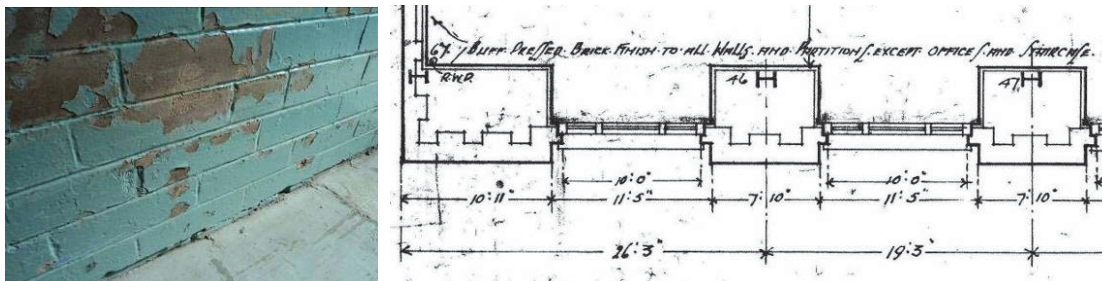 67. BUFF PRESSED BRICK FINISH TO ALL WALLS AND PARTITIONS EXCEPT OFFICES AND STAIRCASE.
R.W.P.
46
47
10'.0" 10'.0"
10'.11" 11'.5" 7'.10" 11'.5" 7'.10"
26'.3" 19'.3"